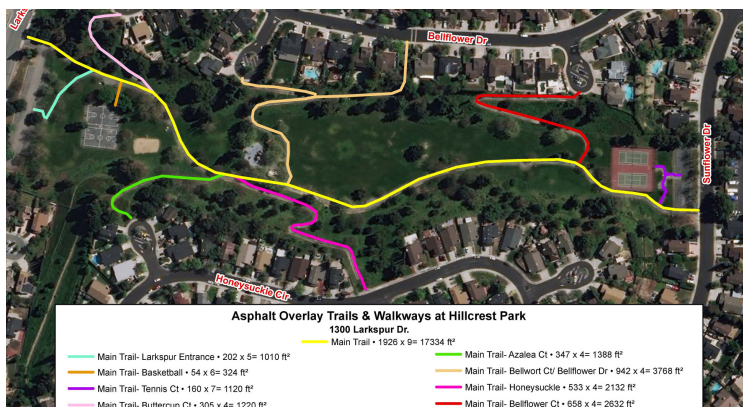 Bellflower Dr
Sunflower Dr
Honeysuckle Cir
Asphalt Overlay Trails & Walkways at Hillcrest Park
1300 Larkspur Dr.
Main Trail • 1926 x 9= 17334 ft²
Main Trail- Larkspur Entrance • 202 x 5= 1010 ft²
Main Trail- Basketball • 54 x 6= 324 ft²
Main Trail- Tennis Ct • 160 x 7= 1120 ft²
Main Trail- Buttercup Ct • 305 x 4= 1220 ft²
Main Trail- Azalea Ct • 347 x 4= 1388 ft²
Main Trail- Bellwort Ct/ Bellflower Dr • 942 x 4= 3768 ft²
Main Trail- Honeysuckle • 533 x 4= 2132 ft²
Main Trail- Bellflower Ct • 658 x 4= 2632 ft²